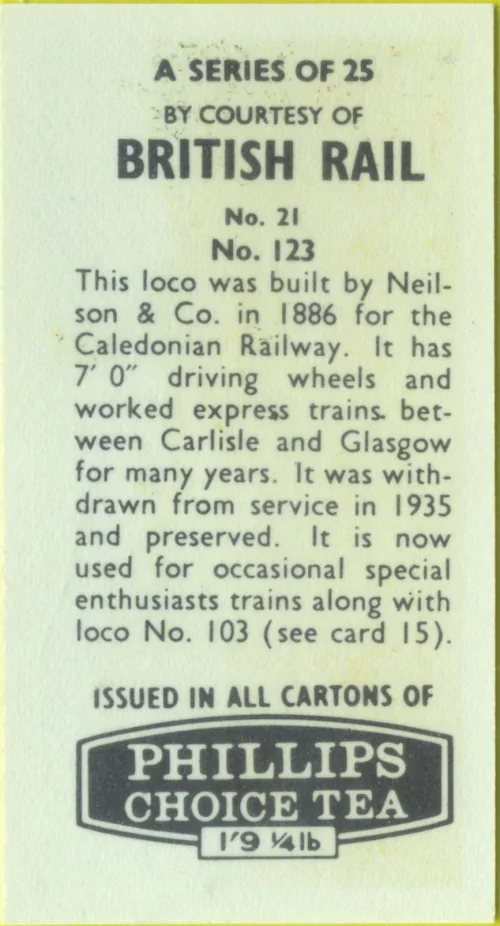 A SERIES OF 25
BY COURTESY OF
BRITISH RAIL
No. 21
No. 123
This loco was built by Neil-
son & Co. in 1886 for the
Caledonian Railway. It has
7′ 0″ driving wheels and
worked express trains bet-
ween Carlisle and Glasgow
for many years. It was with-
drawn from service in 1935
and preserved. It is now
used for occasional special
enthusiasts trains along with
loco No. 103 (see card 15).
ISSUED IN ALL CARTONS OF
PHILLIPS
CHOICE TEA
1′9 ¼lb